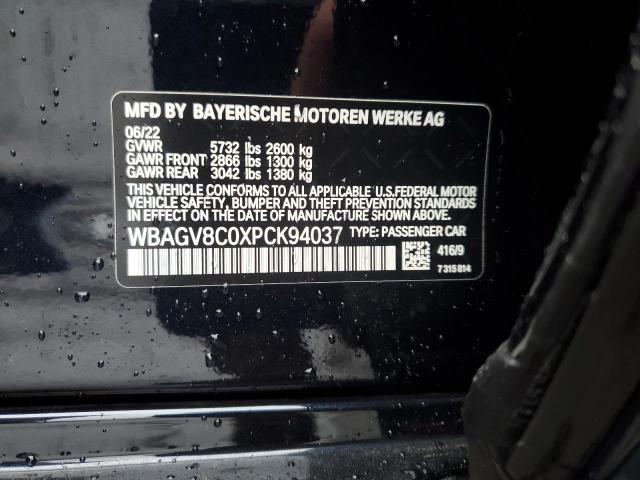 MFD BY BAYERISCHE MOTOREN WERKE AG
06/22
GVWR 5732 lbs 2600 kg
GAWR FRONT 2866 lbs 1300 kg
GAWR REAR 3042 lbs 1380 kg
THIS VEHICLE CONFORMS TO ALL APPLICABLE U.S.FEDERAL MOTOR
VEHICLE SAFETY, BUMPER, AND THEFT PREVENTION STANDARDS
IN EFFECT ON THE DATE OF MANUFACTURE SHOWN ABOVE.
WBAGV8C0XPCK94037 TYPE: PASSENGER CAR
416/9
7315814